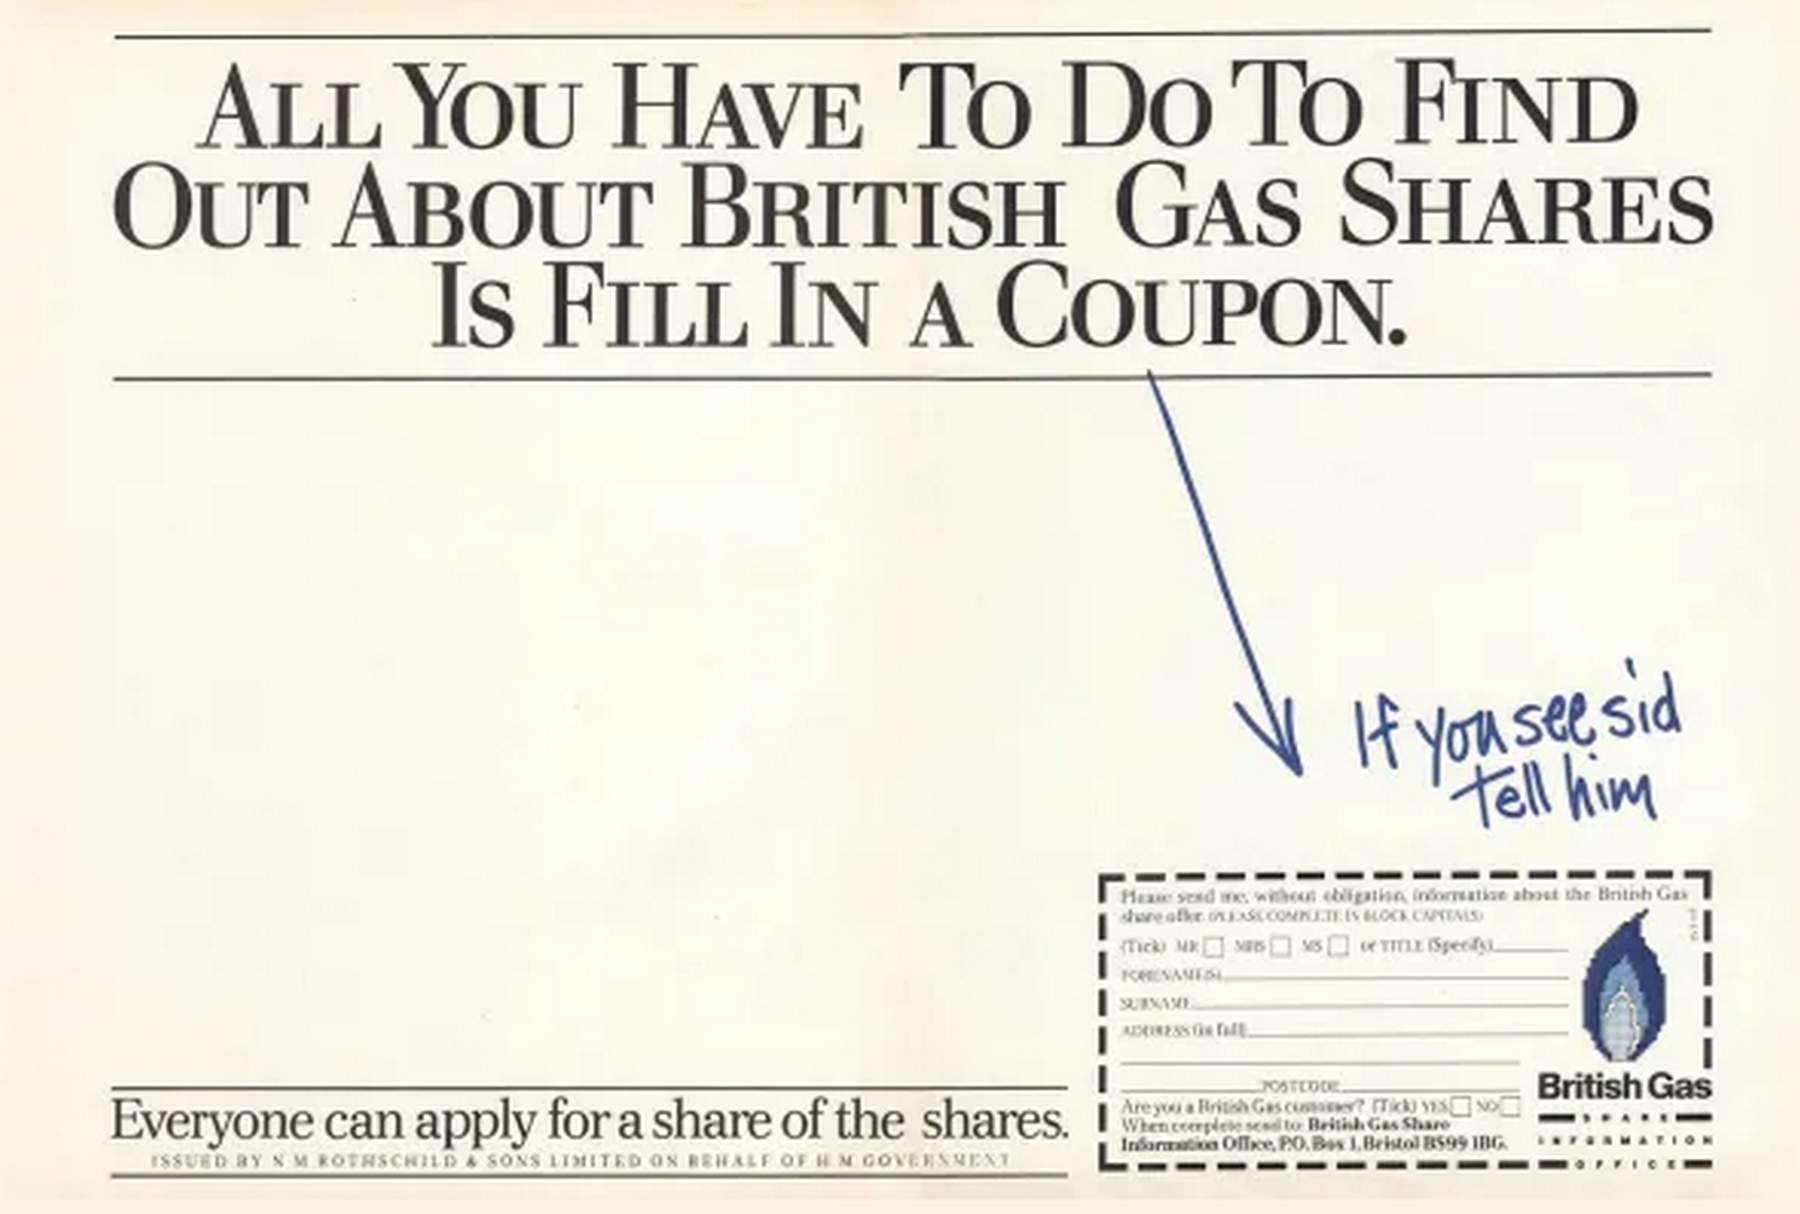 ALL YOU HAVE TO DO TO FIND
OUT ABOUT BRITISH GAS SHARES
IS FILL IN A COUPON.
If you see sid
tell him
Please send me, without obligation, information about the British Gas
share offer. (PLEASE COMPLETE IN BLOCK CAPITALS)
(Tick) MR MRS MS or TITLE (Specify)
FORENAME(S)
SURNAME
ADDRESS (in full)
POSTCODE
Are you a British Gas customer? (Tick) YES NO
When complete send to: British Gas Share
Information Office, P.O. Box 1, Bristol BS99 1BG.
British Gas
SHARE
INFORMATION
OFFICE
Everyone can apply for a share of the shares.
ISSUED BY N M ROTHSCHILD & SONS LIMITED ON BEHALF OF H M GOVERNMENT